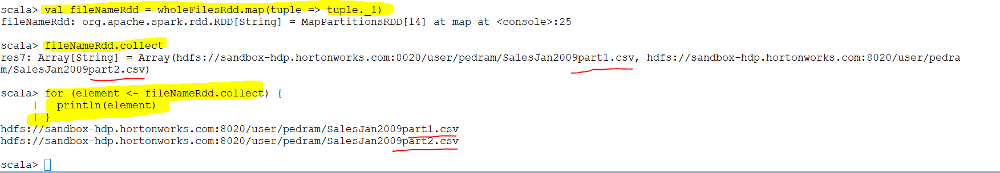 scala> val fileNameRdd = wholeFilesRdd.map(tuple => tuple._1)
fileNameRdd: org.apache.spark.rdd.RDD[String] = MapPartitionsRDD[14] at map at <console>:25
scala> fileNameRdd.collect
res7: Array[String] = Array(hdfs://sandbox-hdp.hortonworks.com:8020/user/pedram/SalesJan2009part1.csv, hdfs://sandbox-hdp.hortonworks.com:8020/user/pedra
m/SalesJan2009part2.csv)
scala> for (element <- fileNameRdd.collect) {
     |   println(element)
     | }
hdfs://sandbox-hdp.hortonworks.com:8020/user/pedram/SalesJan2009part1.csv
hdfs://sandbox-hdp.hortonworks.com:8020/user/pedram/SalesJan2009part2.csv
scala>